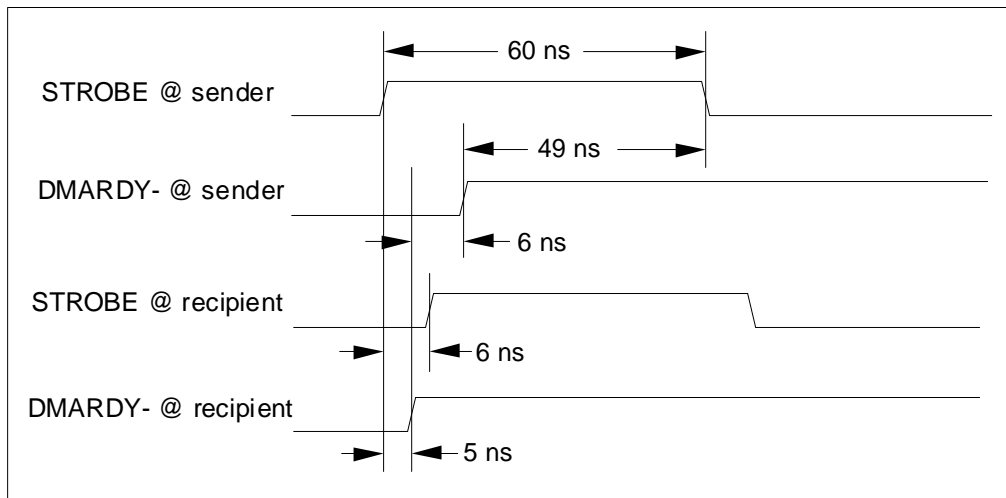 60 ns
STROBE @ sender
49 ns
DMARDY- @ sender
6 ns
STROBE @ recipient
6 ns
DMARDY- @ recipient
5 ns